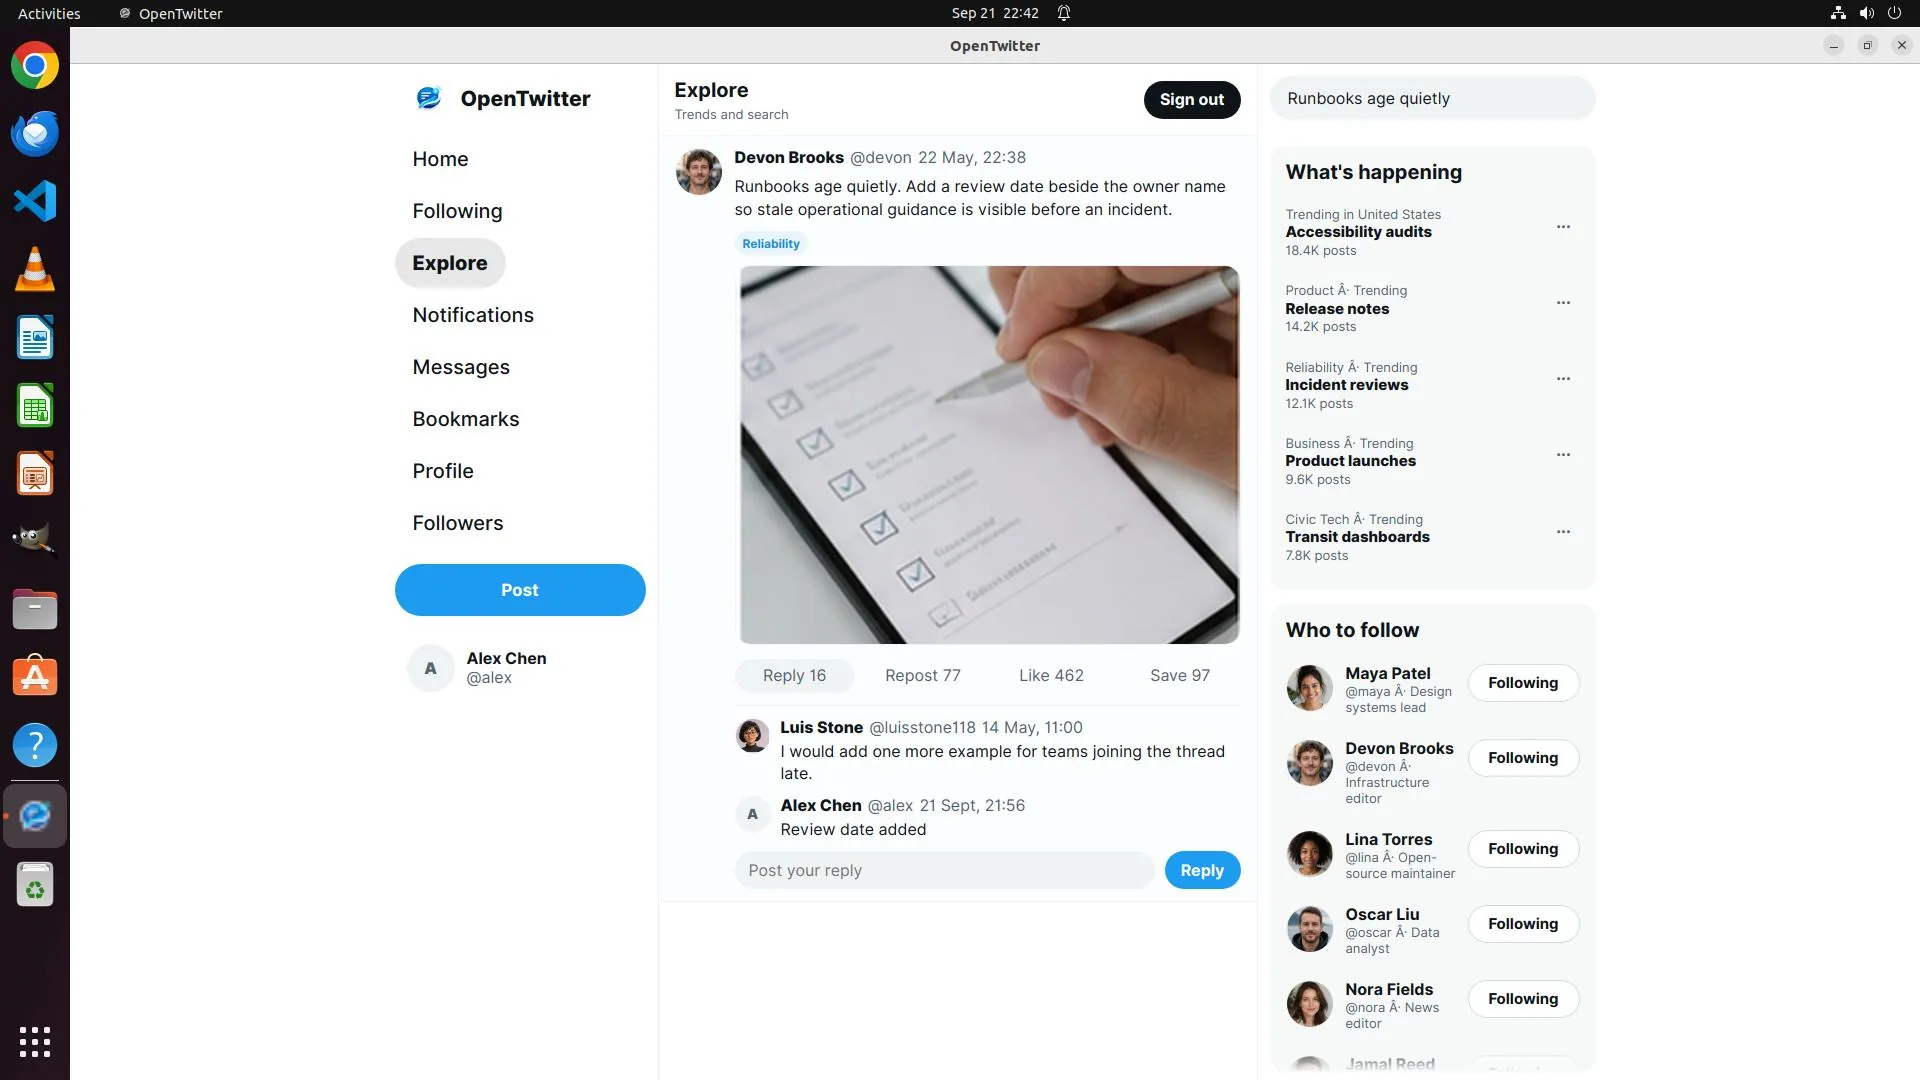 Activities
OpenTwitter
Sep 21 22:42
OpenTwitter
OpenTwitter
Home
Following
Explore
Notifications
Messages
Bookmarks
Profile
Followers
Post
A
Alex Chen
@alex
Explore
Trends and search
Sign out
Devon Brooks @devon 22 May, 22:38
Runbooks age quietly. Add a review date beside the owner name
so stale operational guidance is visible before an incident.
Reliability
Reply 16
Repost 77
Like 462
Save 97
Luis Stone @luisstone118 14 May, 11:00
I would add one more example for teams joining the thread
late.
A
Alex Chen @alex 21 Sept, 21:56
Review date added
Post your reply
Reply
Runbooks age quietly
What's happening
Trending in United States
Accessibility audits
18.4K posts
Product Â· Trending
Release notes
14.2K posts
Reliability Â· Trending
Incident reviews
12.1K posts
Business Â· Trending
Product launches
9.6K posts
Civic Tech Â· Trending
Transit dashboards
7.8K posts
Who to follow
Maya Patel
@maya Â· Design
systems lead
Following
Devon Brooks
@devon Â·
Infrastructure
editor
Following
Lina Torres
@lina Â· Open-
source maintainer
Following
Oscar Liu
@oscar Â· Data
analyst
Following
Nora Fields
@nora Â· News
editor
Following
Jamal Reed